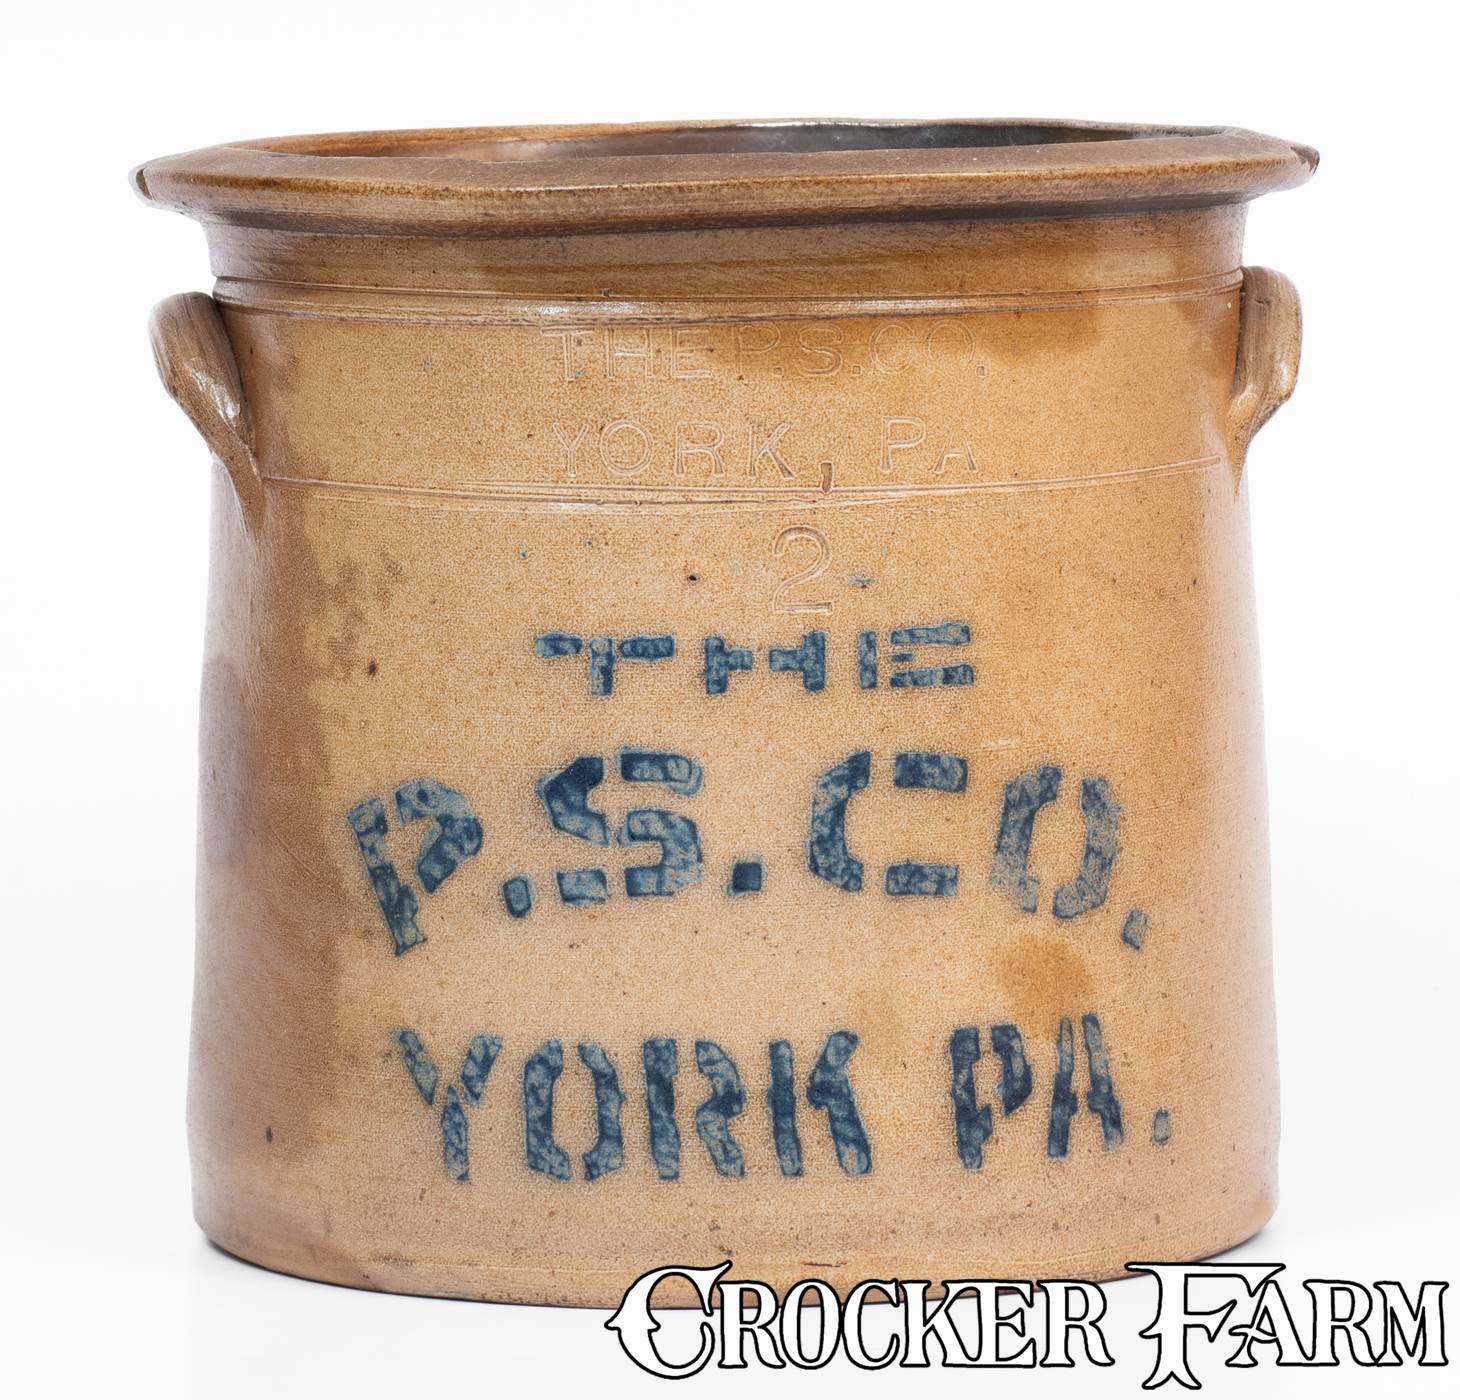 THE P.S.CO.
YORK, PA
2
THE
P.S.CO.
YORK PA.
CROCKER FARM